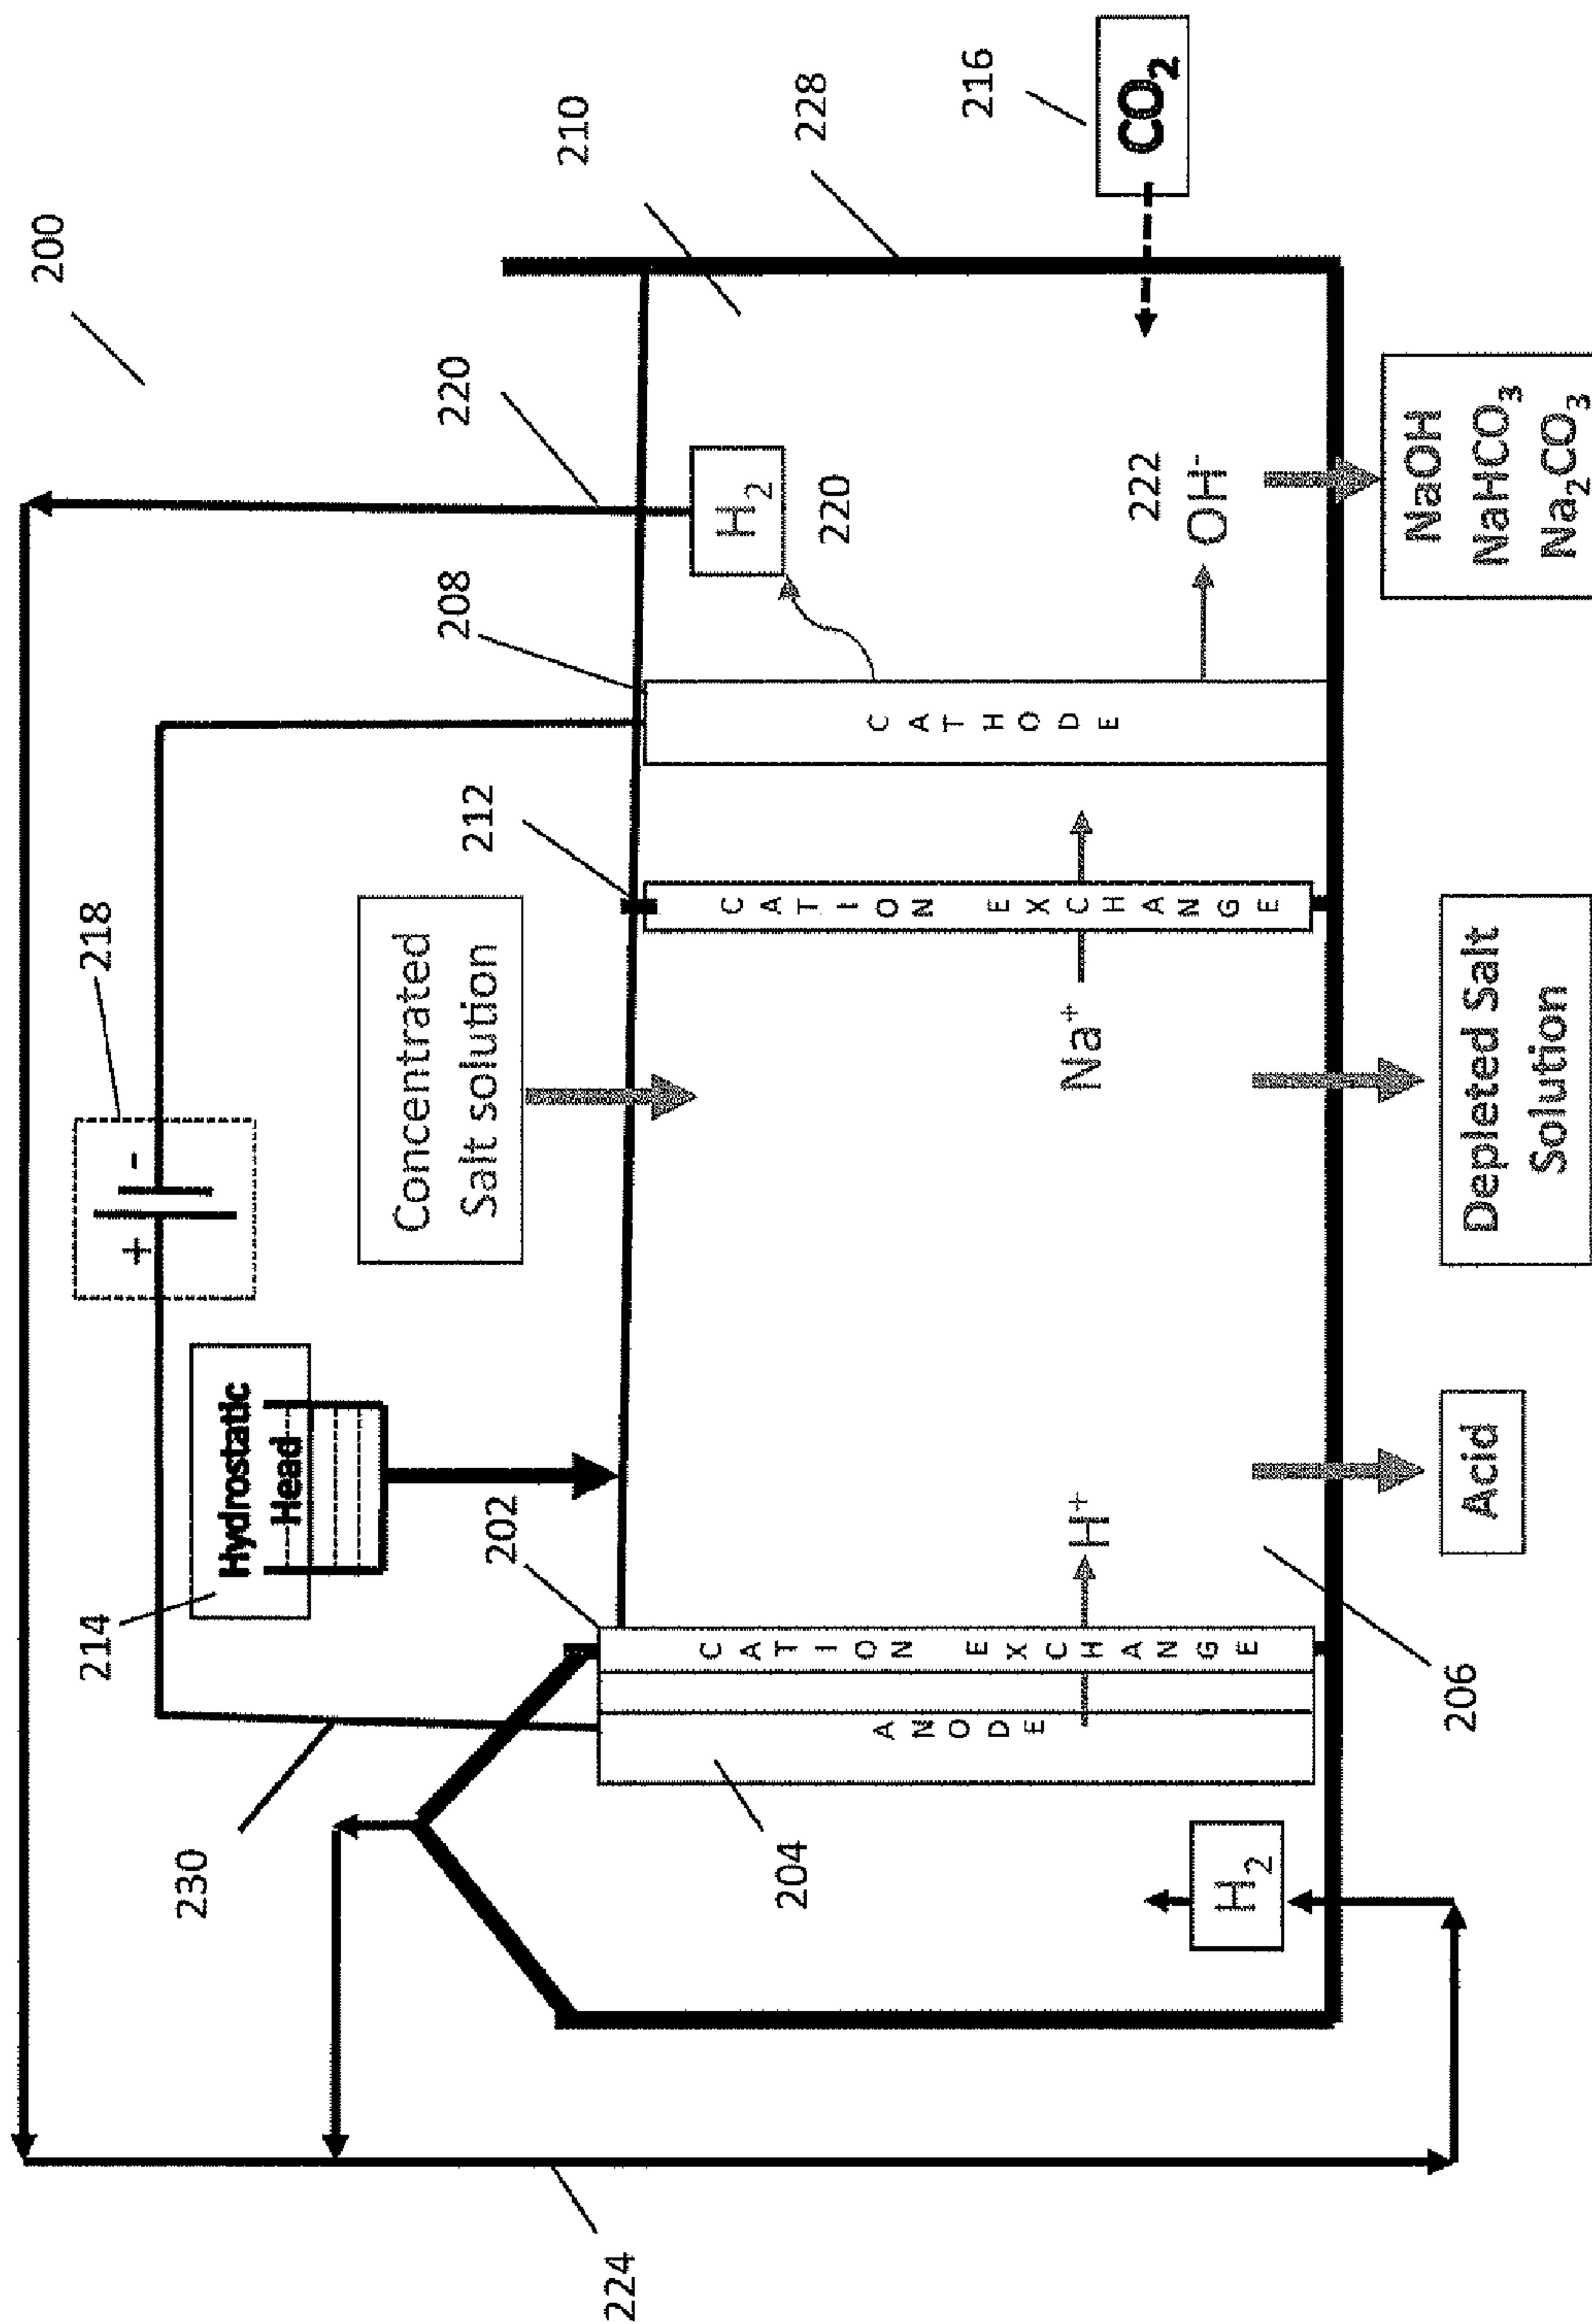 200
218
+ -
214
Hydrostatic
Head
Concentrated
Salt solution
230
202
212
208
220
210
228
216
CO₂
H₂
220
222
OH⁻
CATHODE
CATION EXCHANGE
Na⁺
CATION EXCHANGE
ANODE
H⁺
204
H₂
206
224
Acid
Depleted Salt
Solution
NaOH
NaHCO₃
Na₂CO₃